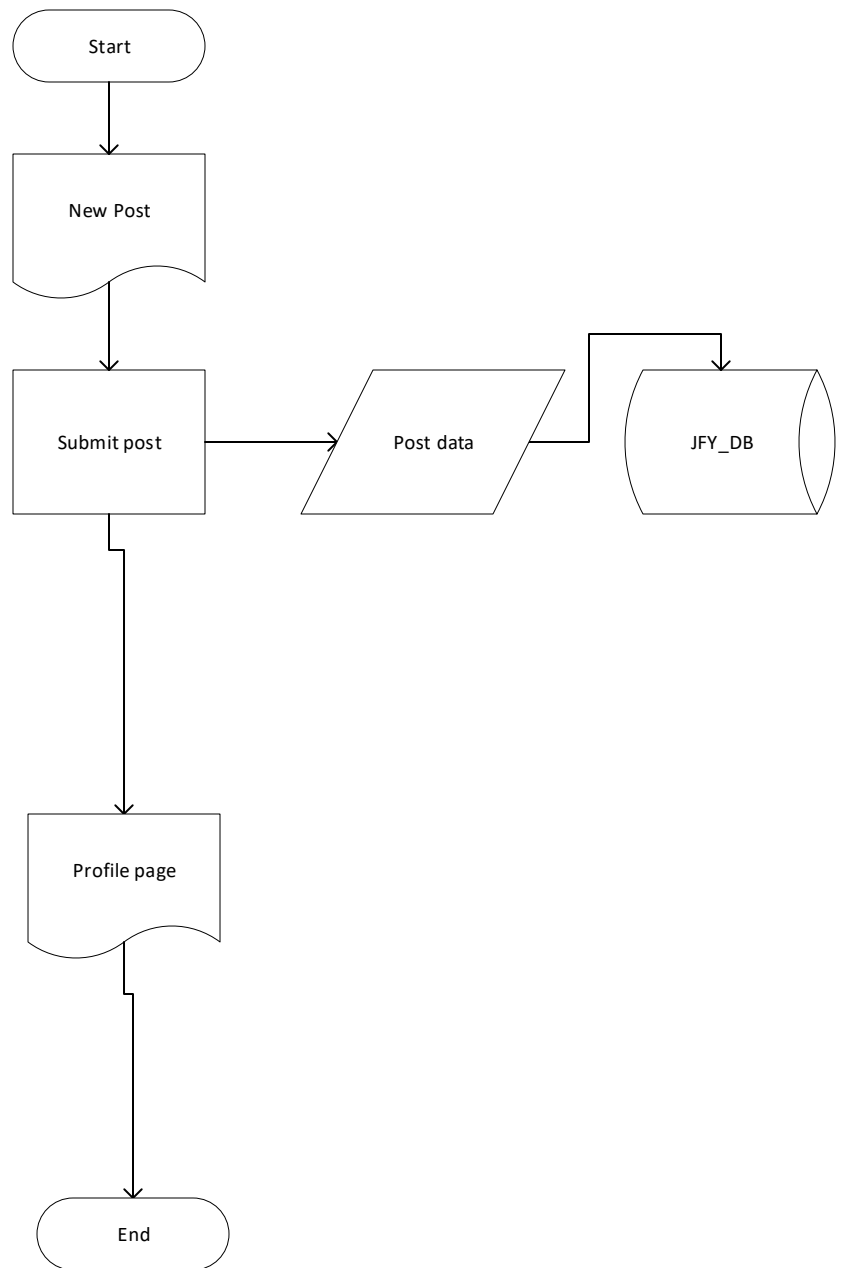 Start
New Post
Submit post
Post data
JFY_DB
Profile page
End